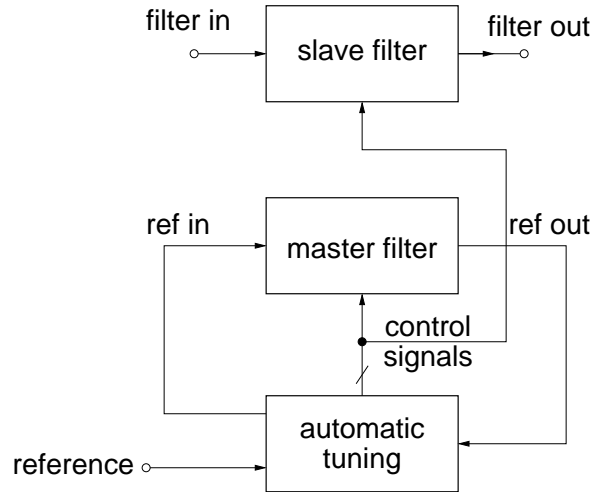 filter in
slave filter
filter out
ref in
master filter
ref out
control
signals
automatic
tuning
reference